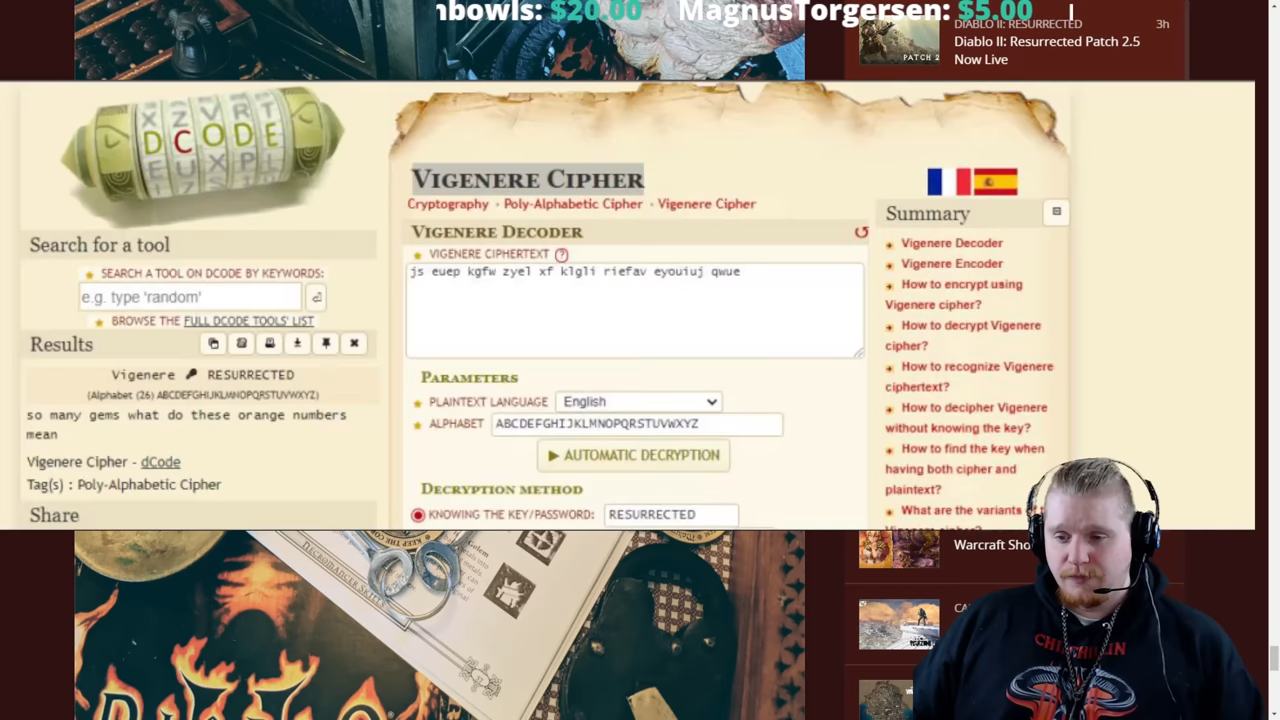 nbowls: $20.00 MagnusTorgersen: $5.00
DIABLO II: RESURRECTED 3h
Diablo II: Resurrected Patch 2.5
Now Live
PATCH 2
DCODE
VIGENERE CIPHER
Cryptography • Poly-Alphabetic Cipher • Vigenere Cipher
Summary
VIGENERE DECODER
Search for a tool
Vigenere Decoder
VIGENERE CIPHERTEXT ?
Vigenere Encoder
js euep kgfw zyel xf klgli riefav eyouiuj qwue
SEARCH A TOOL ON DCODE BY KEYWORDS:
How to encrypt using
Vigenere cipher?
e.g. type 'random'
How to decrypt Vigenere
cipher?
BROWSE THE FULL DCODE TOOLS' LIST
Results
How to recognize Vigenere
ciphertext?
Vigenere RESURRECTED
(Alphabet (26) ABCDEFGHIJKLMNOPQRSTUVWXYZ)
PARAMETERS
PLAINTEXT LANGUAGE English
How to decipher Vigenere
without knowing the key?
so many gems what do these orange numbers
mean
ALPHABET ABCDEFGHIJKLMNOPQRSTUVWXYZ
How to find the key when
having both cipher and
plaintext?
▶ AUTOMATIC DECRYPTION
Vigenere Cipher - dCode
Tag(s) : Poly-Alphabetic Cipher
DECRYPTION METHOD
What are the variants
Share
KNOWING THE KEY/PASSWORD: RESURRECTED
Warcraft Sho
NECROMANCER SKILLS
Golem
CHILCHILIN
DIABLO